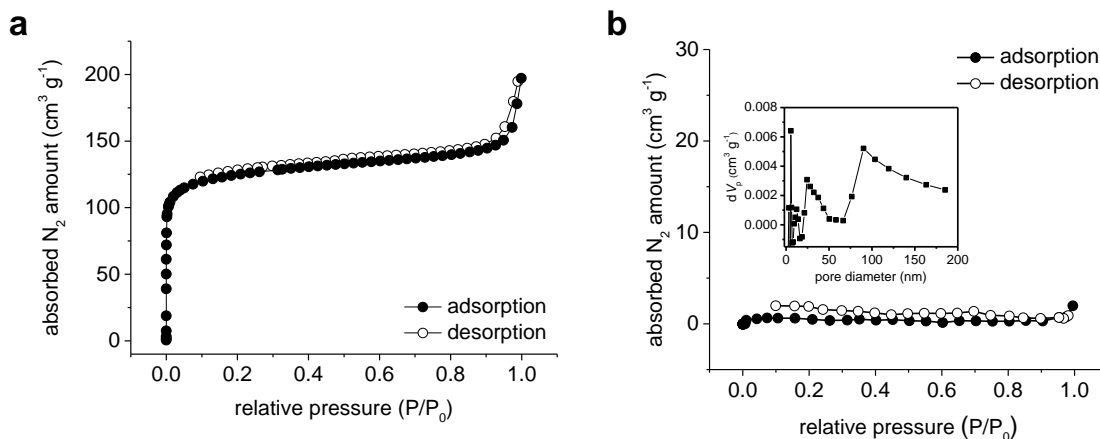 a
absorbed N2 amount (cm3 g-1)
200
150
100
50
0
adsorption
desorption
0.0 0.2 0.4 0.6 0.8 1.0
relative pressure (P/P0)
b
absorbed N2 amount (cm3 g-1)
30
25
20
15
10
5
0
adsorption
desorption
dVp (cm3 g-1)
0.008
0.006
0.004
0.002
0.000
0 50 100 150 200
pore diameter (nm)
0.0 0.2 0.4 0.6 0.8 1.0
relative pressure (P/P0)